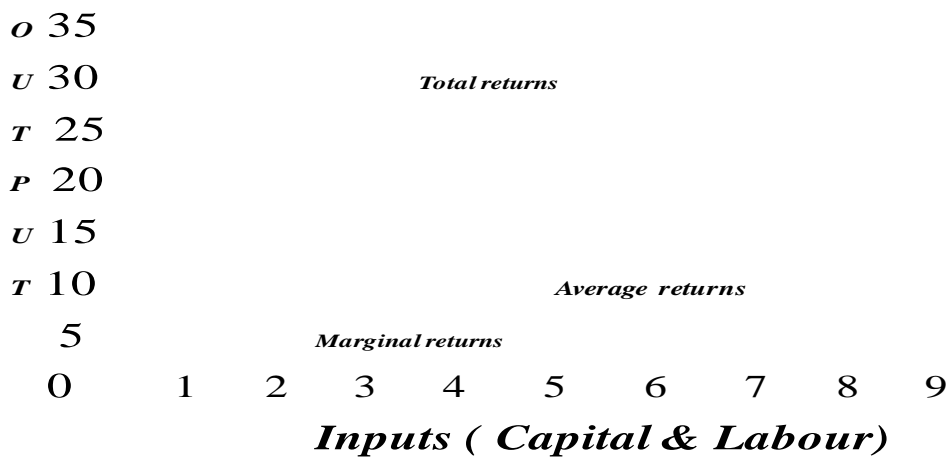 O 35
U 30 Total returns
T 25
P 20
U 15
T 10 Average returns
5 Marginal returns
0 1 2 3 4 5 6 7 8 9
Inputs ( Capital & Labour)